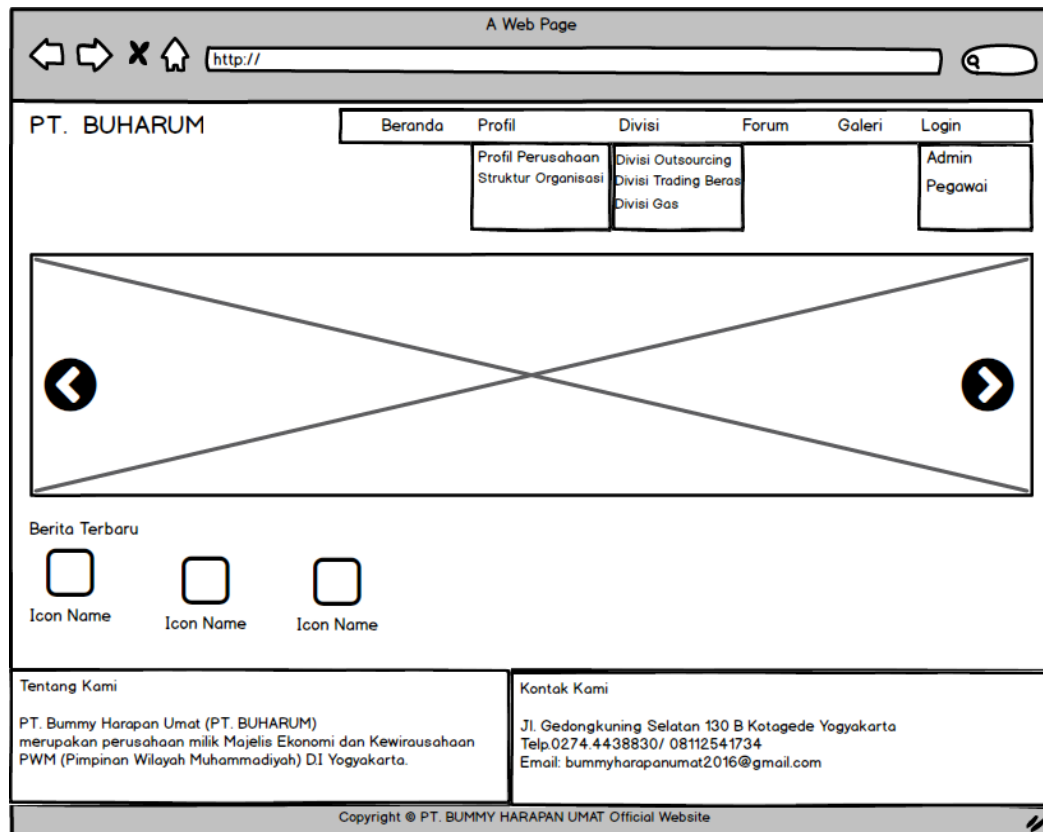 A Web Page
http://
PT. BUHARUM
Beranda Profil Divisi Forum Galeri Login
Profil Perusahaan
Struktur Organisasi
Divisi Outsourcing
Divisi Trading Beras
Divisi Gas
Admin
Pegawai
Berita Terbaru
Icon Name
Icon Name
Icon Name
Tentang Kami
PT. Bummy Harapan Umat (PT. BUHARUM)
merupakan perusahaan milik Majelis Ekonomi dan Kewirausahaan
PWM (Pimpinan Wilayah Muhammadiyah) D.I Yogyakarta.
Kontak Kami
Jl. Gedongkuning Selatan 130 B Kotagede Yogyakarta
Telp.0274.4438830/ 08112541734
Email: bummyharapanumat2016@gmail.com
Copyright © PT. BUMMY HARAPAN UMAT Official Website